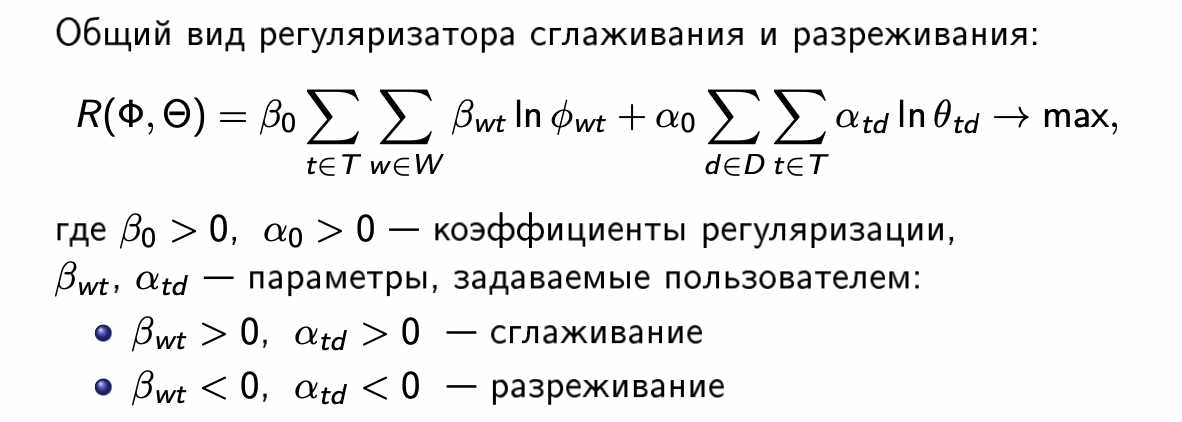 Общий вид регуляризатора сглаживания и разреживания:
R(Φ, Θ) = β₀ ∑_{t∈T} ∑_{w∈W} β_{wt} ln ϕ_{wt} + α₀ ∑_{d∈D} ∑_{t∈T} α_{td} ln θ_{td} → max,
где β₀ > 0, α₀ > 0 — коэффициенты регуляризации,
β_{wt}, α_{td} — параметры, задаваемые пользователем:
• β_{wt} > 0, α_{td} > 0 — сглаживание
• β_{wt} < 0, α_{td} < 0 — разреживание